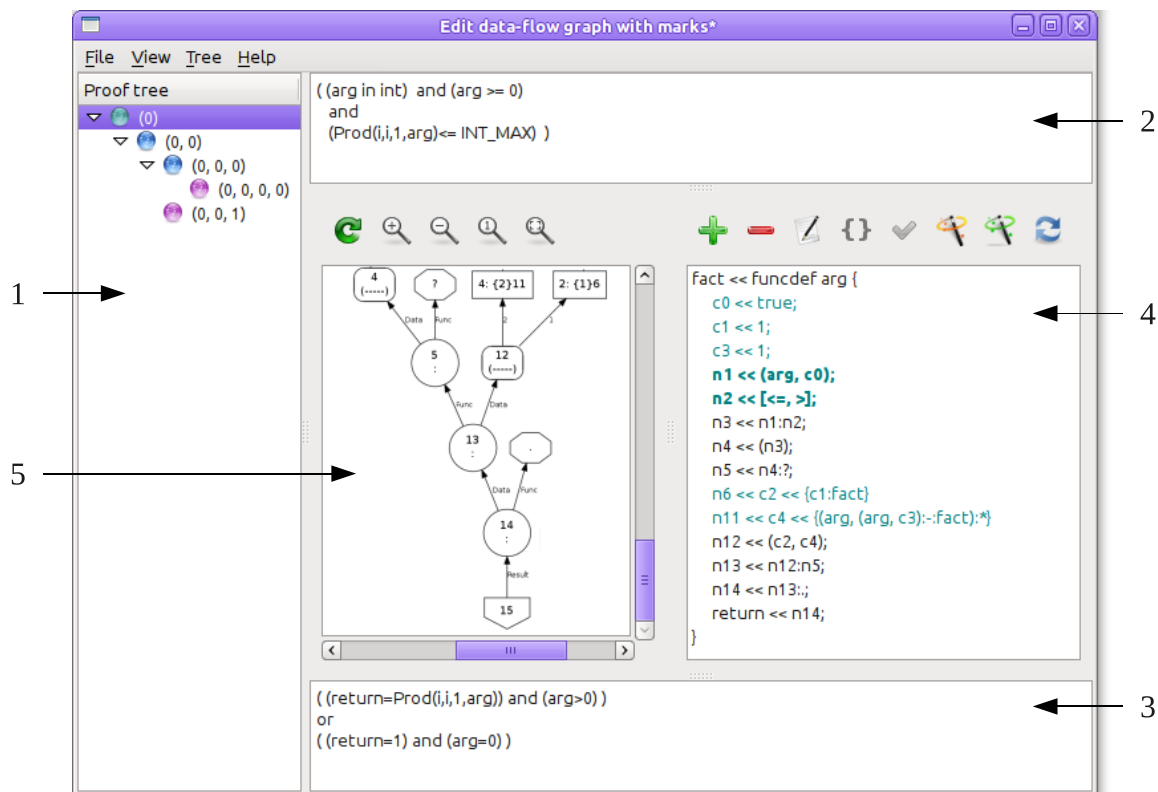 Edit data-flow graph with marks*
File View Tree Help
Proof tree
(0)
(0, 0)
(0, 0, 0)
(0, 0, 0, 0)
(0, 0, 1)
1
( (arg in int) and (arg >= 0)
and
(Prod(i,i,1,arg)<= INT_MAX) )
2
4
(-----)
?
4: {2}11
2: {1}6
Data
Func
2
1
5
:
12
(-----)
Func
Data
13
:
.
Data
Func
14
:
Result
15
5
fact << funcdef arg {
c0 << true;
c1 << 1;
c3 << 1;
n1 << (arg, c0);
n2 << [<=, >];
n3 << n1:n2;
n4 << (n3);
n5 << n4:?;
n6 << c2 << {c1:fact}
n11 << c4 << {(arg, (arg, c3):-:fact):*}
n12 << (c2, c4);
n13 << n12:n5;
n14 << n13:.;
return << n14;
}
4
( (return=Prod(i,i,1,arg)) and (arg>0) )
or
( (return=1) and (arg=0) )
3